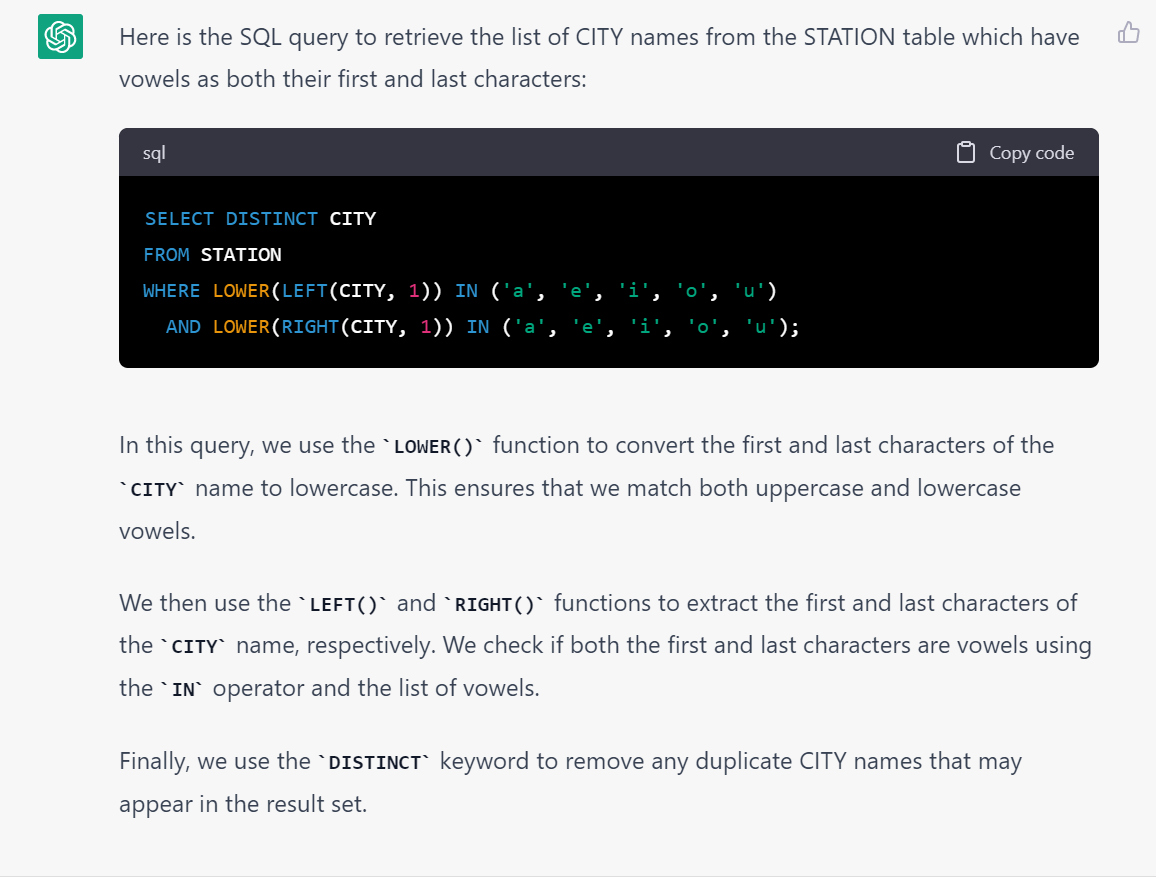 Here is the SQL query to retrieve the list of CITY names from the STATION table which have
vowels as both their first and last characters:
sql
Copy code
SELECT DISTINCT CITY
FROM STATION
WHERE LOWER(LEFT(CITY, 1)) IN ('a', 'e', 'i', 'o', 'u')
  AND LOWER(RIGHT(CITY, 1)) IN ('a', 'e', 'i', 'o', 'u');
In this query, we use the `LOWER()` function to convert the first and last characters of the
`CITY` name to lowercase. This ensures that we match both uppercase and lowercase
vowels.
We then use the `LEFT()` and `RIGHT()` functions to extract the first and last characters of
the `CITY` name, respectively. We check if both the first and last characters are vowels using
the `IN` operator and the list of vowels.
Finally, we use the `DISTINCT` keyword to remove any duplicate CITY names that may
appear in the result set.